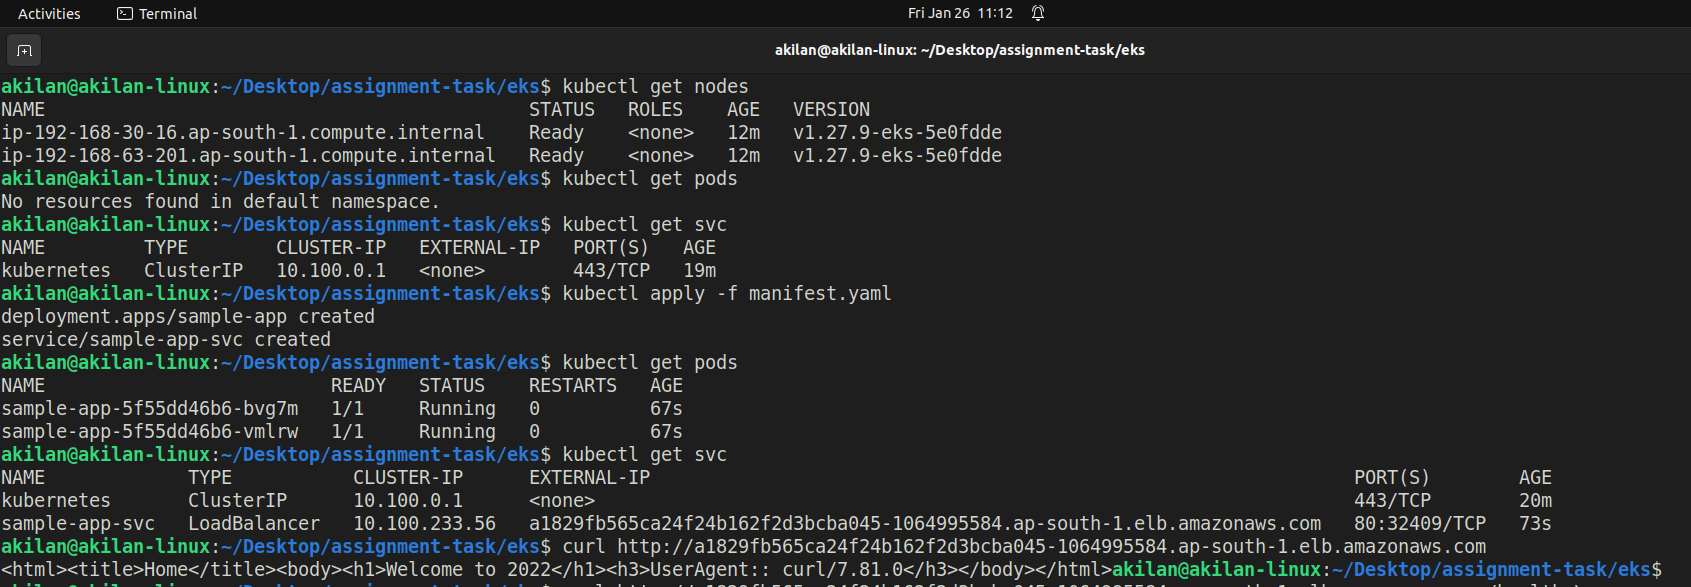 Activities Terminal Fri Jan 26 11:12
akilan@akilan-linux: ~/Desktop/assignment-task/eks
akilan@akilan-linux:~/Desktop/assignment-task/eks$ kubectl get nodes
NAME STATUS ROLES AGE VERSION
ip-192-168-30-16.ap-south-1.compute.internal Ready <none> 12m v1.27.9-eks-5e0fdde
ip-192-168-63-201.ap-south-1.compute.internal Ready <none> 12m v1.27.9-eks-5e0fdde
akilan@akilan-linux:~/Desktop/assignment-task/eks$ kubectl get pods
No resources found in default namespace.
akilan@akilan-linux:~/Desktop/assignment-task/eks$ kubectl get svc
NAME TYPE CLUSTER-IP EXTERNAL-IP PORT(S) AGE
kubernetes ClusterIP 10.100.0.1 <none> 443/TCP 19m
akilan@akilan-linux:~/Desktop/assignment-task/eks$ kubectl apply -f manifest.yaml
deployment.apps/sample-app created
service/sample-app-svc created
akilan@akilan-linux:~/Desktop/assignment-task/eks$ kubectl get pods
NAME READY STATUS RESTARTS AGE
sample-app-5f55dd46b6-bvg7m 1/1 Running 0 67s
sample-app-5f55dd46b6-vmlrw 1/1 Running 0 67s
akilan@akilan-linux:~/Desktop/assignment-task/eks$ kubectl get svc
NAME TYPE CLUSTER-IP EXTERNAL-IP PORT(S) AGE
kubernetes ClusterIP 10.100.0.1 <none> 443/TCP 20m
sample-app-svc LoadBalancer 10.100.233.56 a1829fb565ca24f24b162f2d3bcba045-1064995584.ap-south-1.elb.amazonaws.com 80:32409/TCP 73s
akilan@akilan-linux:~/Desktop/assignment-task/eks$ curl http://a1829fb565ca24f24b162f2d3bcba045-1064995584.ap-south-1.elb.amazonaws.com
<html><title>Home</title><body><h1>Welcome to 2022</h1><h3>UserAgent:: curl/7.81.0</h3></body></html>akilan@akilan-linux:~/Desktop/assignment-task/eks$